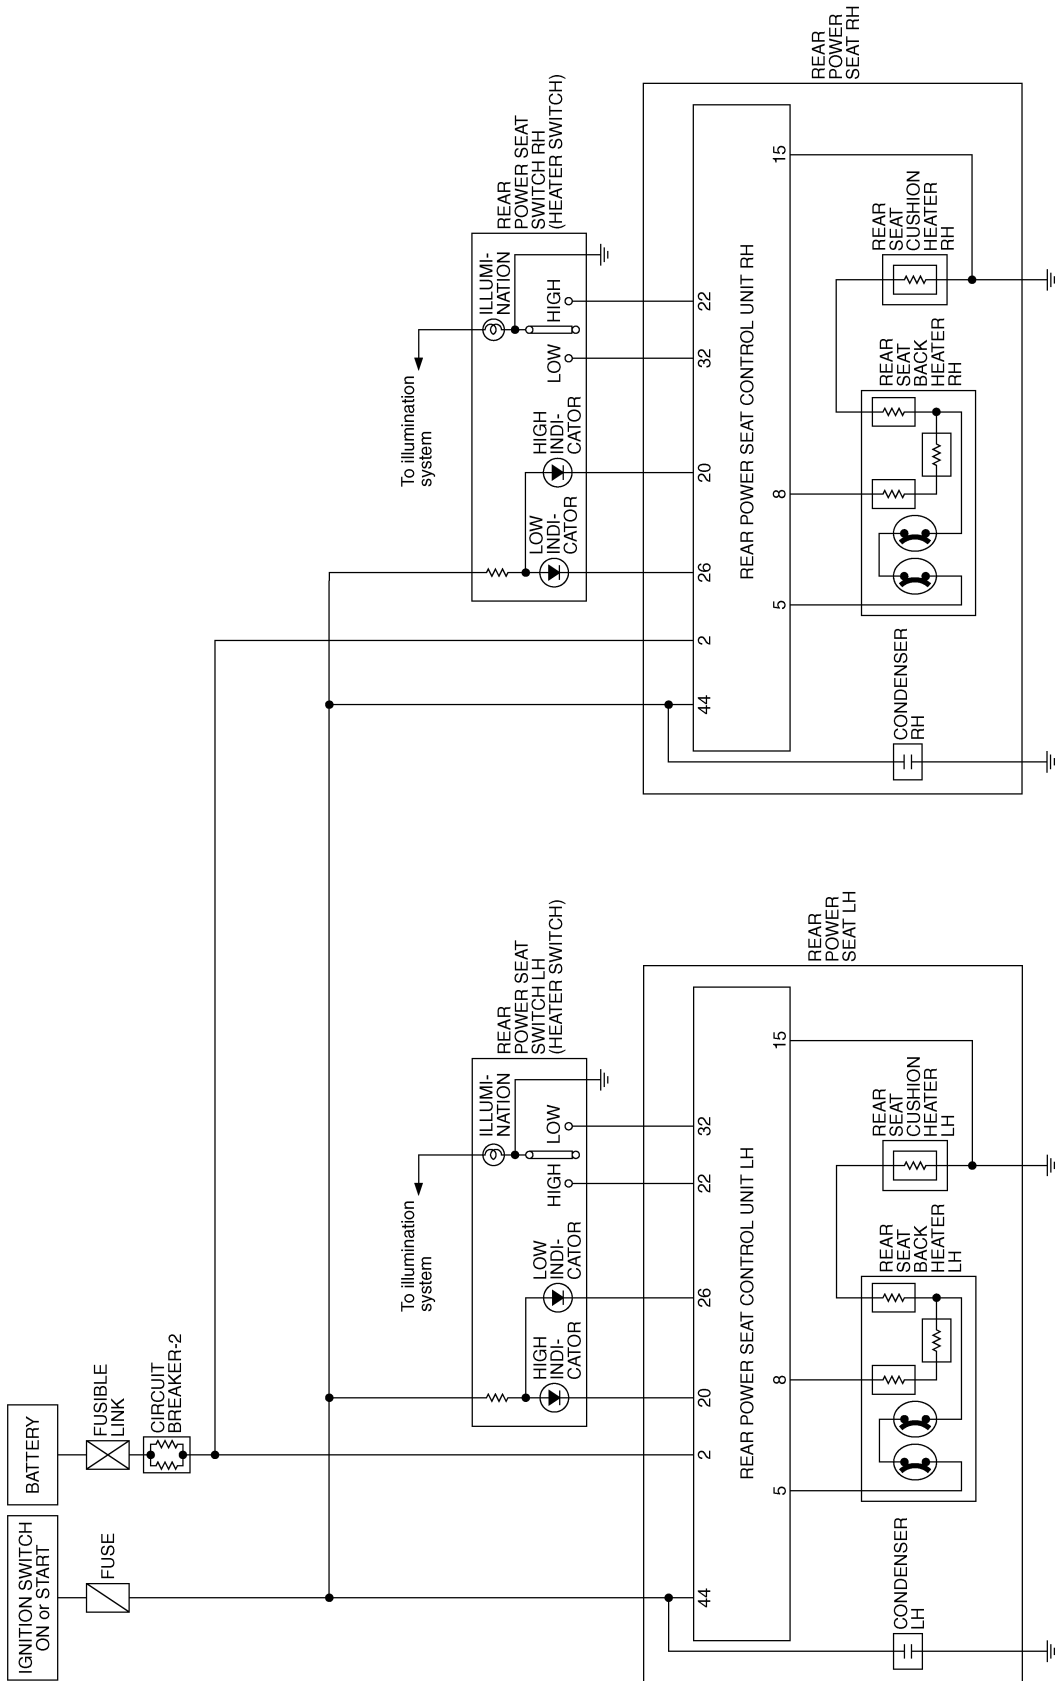 IGNITION SWITCH
ON or START
BATTERY
FUSE
FUSIBLE
LINK
CIRCUIT
BREAKER-2
To illumination
system
REAR
POWER SEAT
SWITCH LH
(HEATER SWITCH)
ILLUMI-
NATION
HIGH
INDI-
CATOR
LOW
INDI-
CATOR
HIGH
LOW
44
2
20
26
22
32
REAR POWER SEAT CONTROL UNIT LH
5
8
15
REAR
POWER
SEAT LH
CONDENSER
LH
REAR
SEAT
BACK
HEATER
LH
REAR
SEAT
CUSHION
HEATER
LH
To illumination
system
REAR
POWER SEAT
SWITCH RH
(HEATER SWITCH)
ILLUMI-
NATION
LOW
INDI-
CATOR
HIGH
INDI-
CATOR
LOW
HIGH
44
2
26
20
32
22
REAR POWER SEAT CONTROL UNIT RH
5
8
15
REAR
POWER
SEAT RH
CONDENSER
RH
REAR
SEAT
BACK
HEATER
RH
REAR
SEAT
CUSHION
HEATER
RH